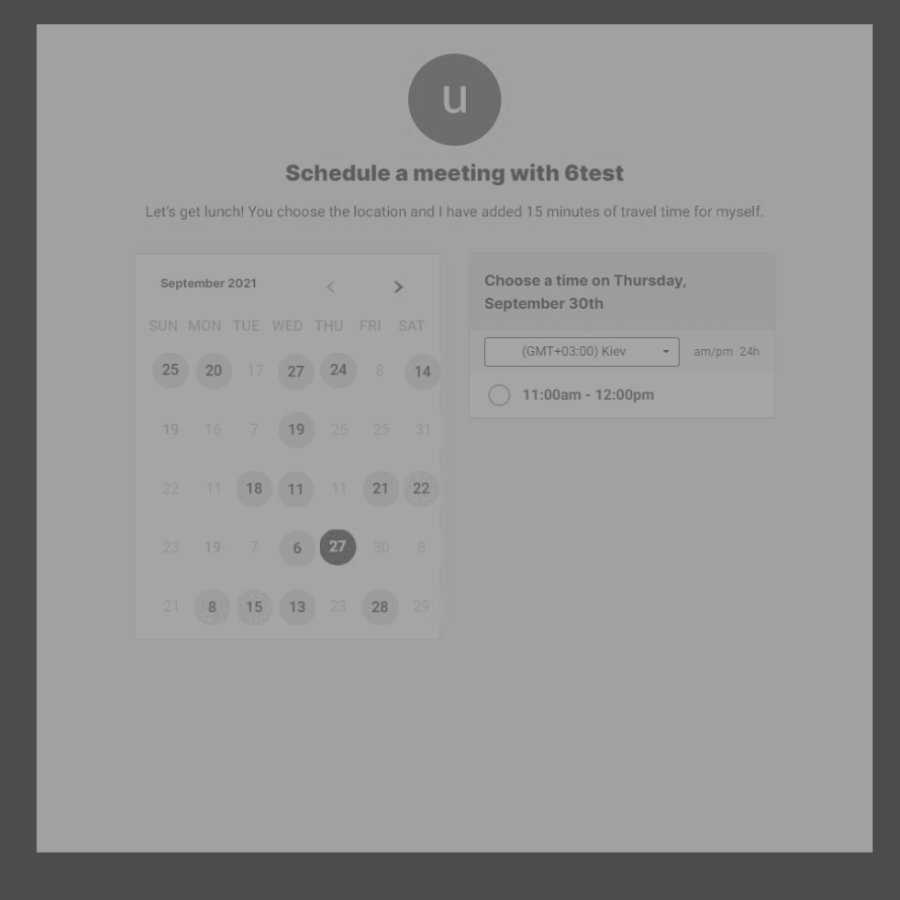 u
Schedule a meeting with 6test
Let's get lunch! You choose the location and I have added 15 minutes of travel time for myself.
September 2021
SUN MON TUE WED THU FRI SAT
25 20 17 27 24 8 14
19 16 7 19 25 25 31
22 11 18 11 11 21 22
23 19 7 6 27 30 8
21 8 15 13 23 28 29
Choose a time on Thursday,
September 30th
(GMT+03:00) Kiev am/pm 24h
11:00am - 12:00pm